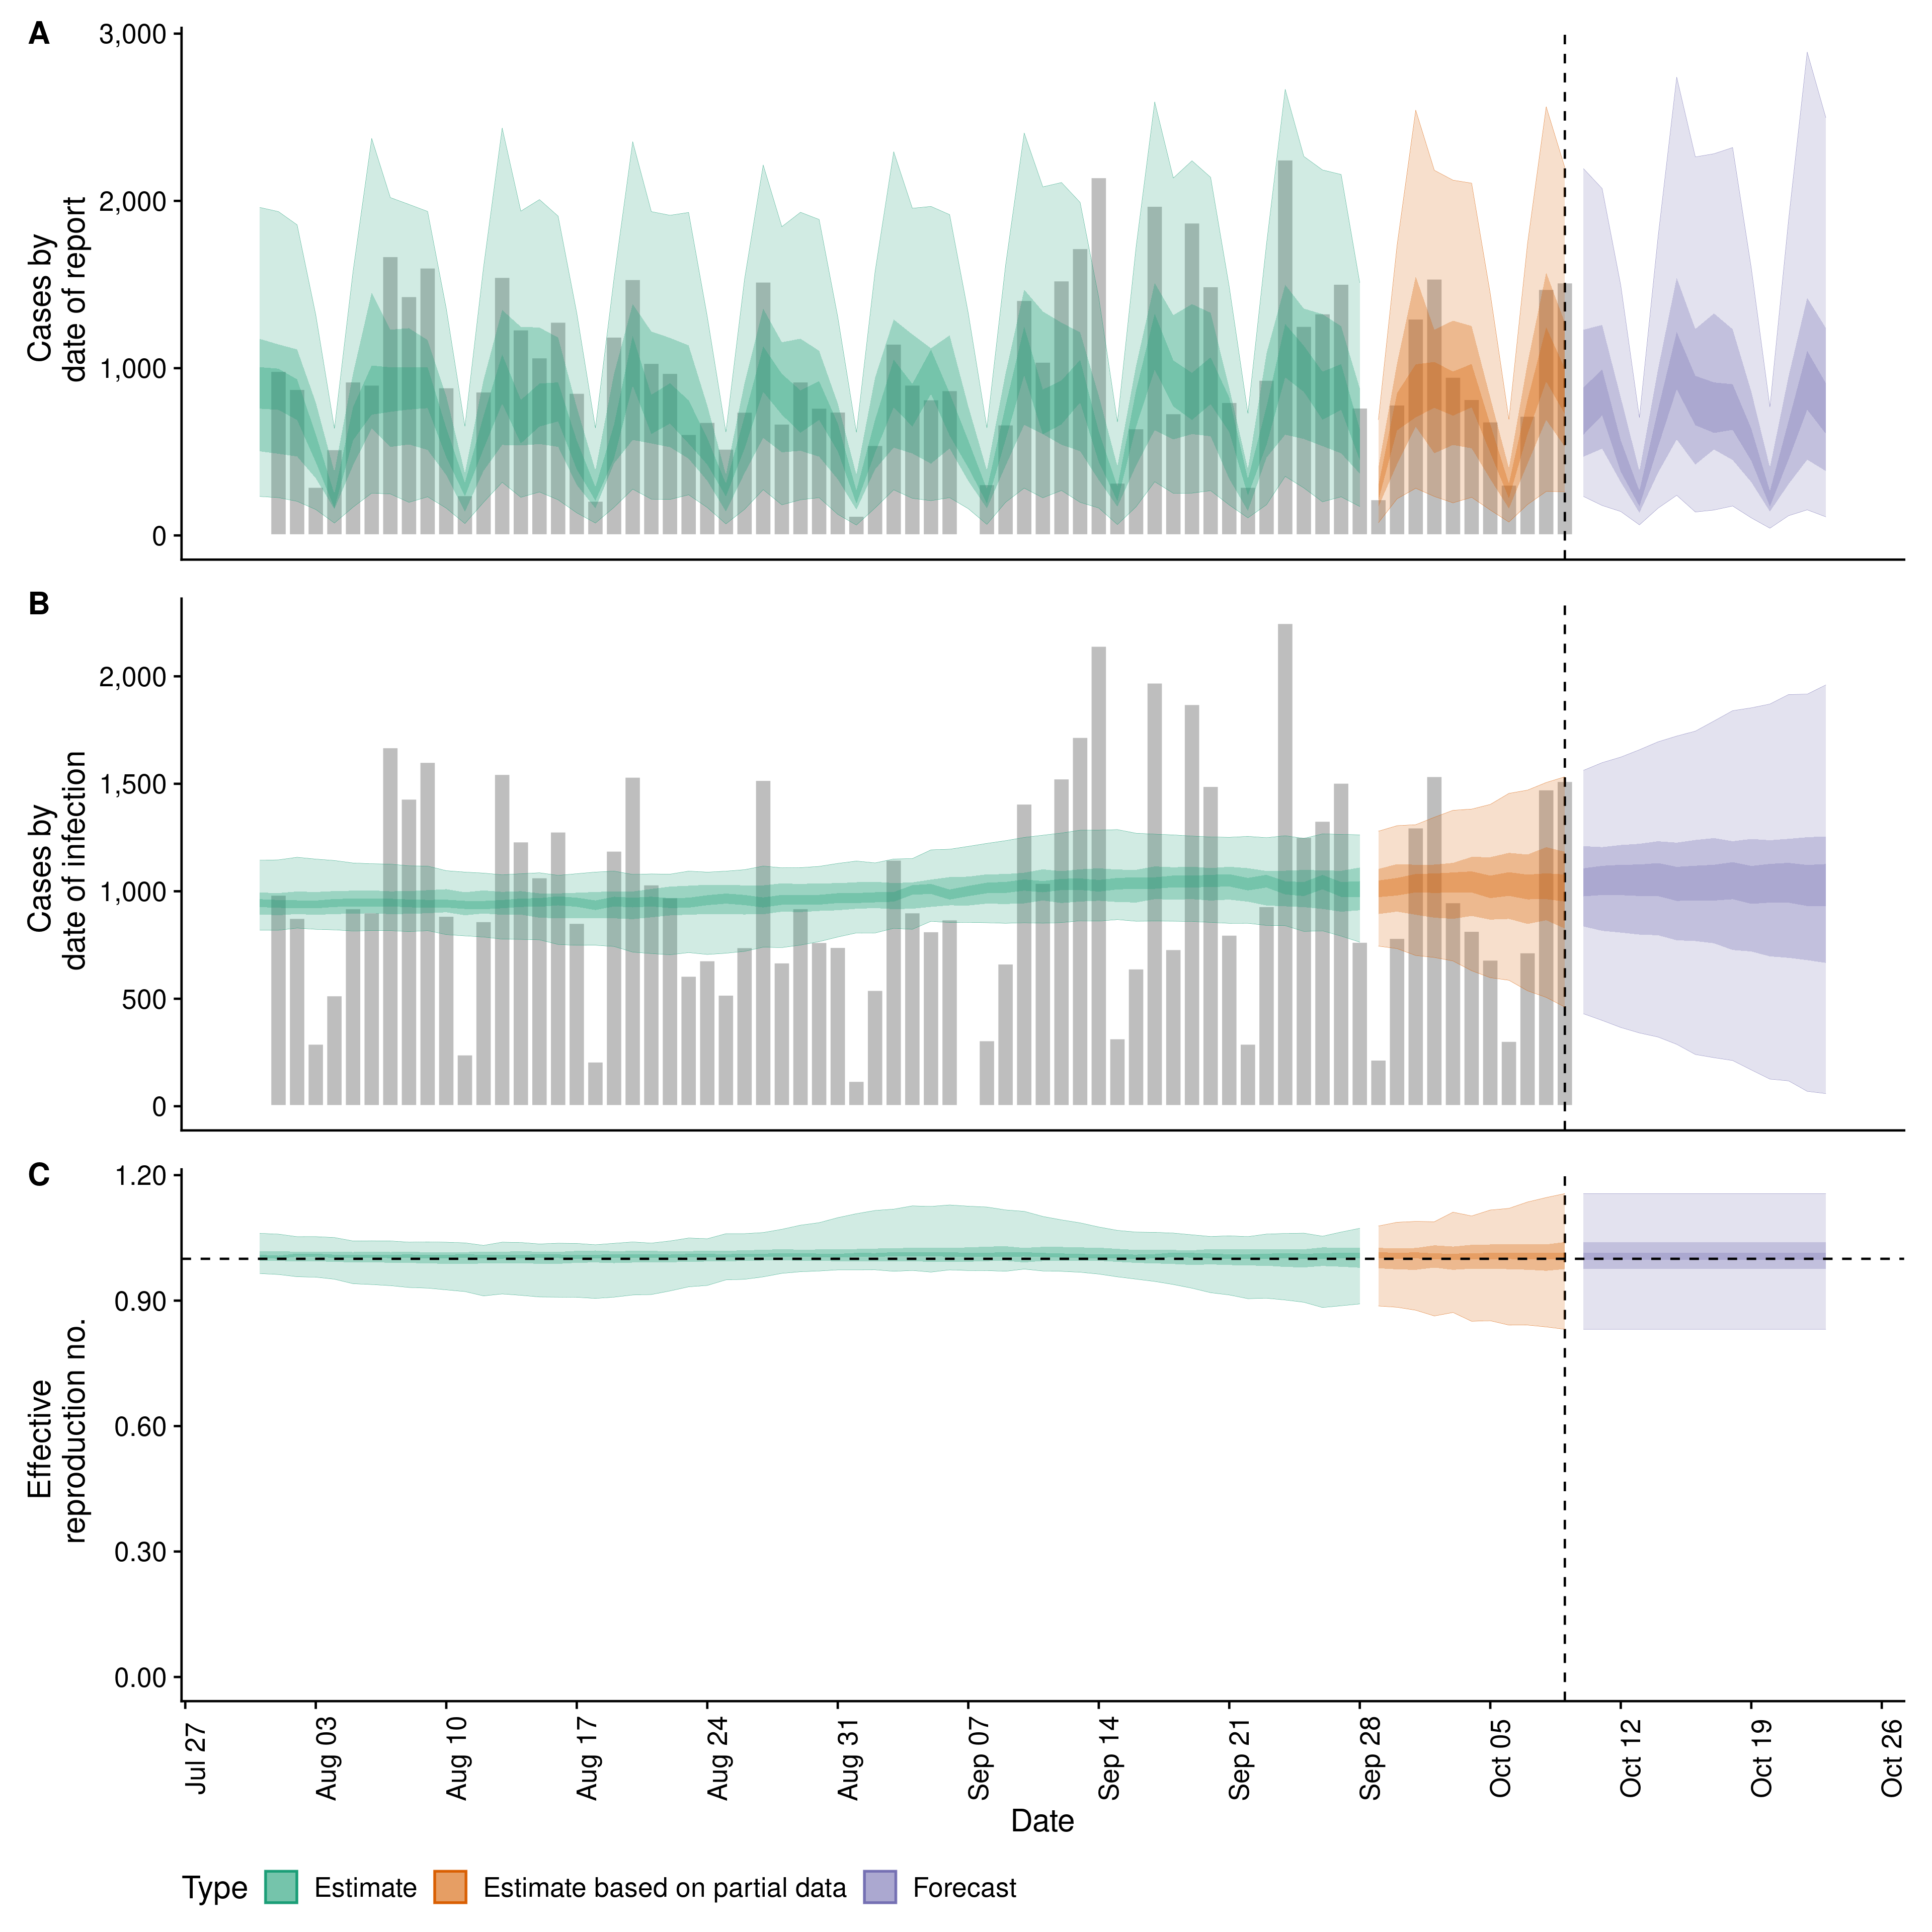 A
3,000
2,000
1,000
0
Cases by
date of report
B
2,000
1,500
1,000
500
0
Cases by
date of infection
C
1.20
0.90
0.60
0.30
0.00
Effective
reproduction no.
Jul 27
Aug 03
Aug 10
Aug 17
Aug 24
Aug 31
Sep 07
Sep 14
Sep 21
Sep 28
Oct 05
Oct 12
Oct 19
Oct 26
Date
Type
Estimate
Estimate based on partial data
Forecast